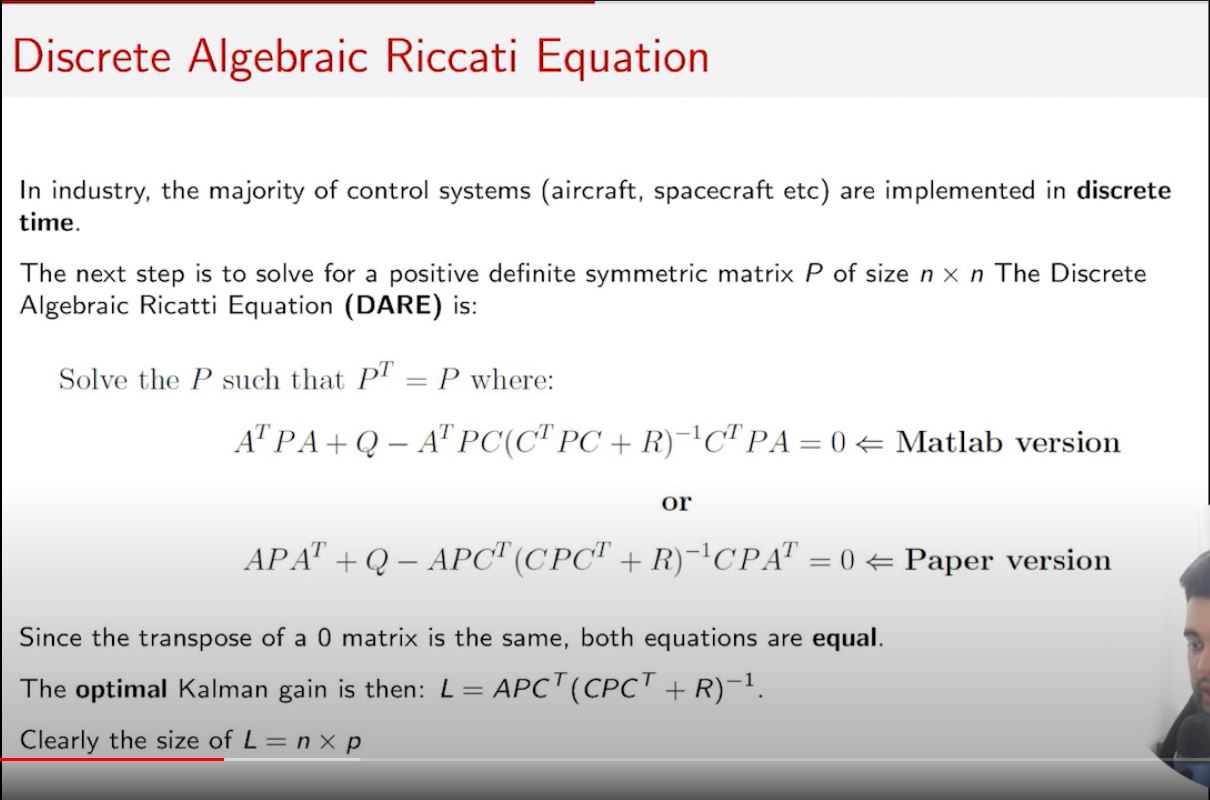 Discrete Algebraic Riccati Equation
In industry, the majority of control systems (aircraft, spacecraft etc) are implemented in discrete
time.
The next step is to solve for a positive definite symmetric matrix P of size n × n The Discrete
Algebraic Ricatti Equation (DARE) is:
Solve the P such that P^T = P where:
A^T PA + Q − A^T PC(C^T PC + R)^−1 C^T PA = 0 ⇐ Matlab version
or
APA^T + Q − APC^T (CPC^T + R)^−1 CPA^T = 0 ⇐ Paper version
Since the transpose of a 0 matrix is the same, both equations are equal.
The optimal Kalman gain is then: L = APC^T (CPC^T + R)^−1.
Clearly the size of L = n × p